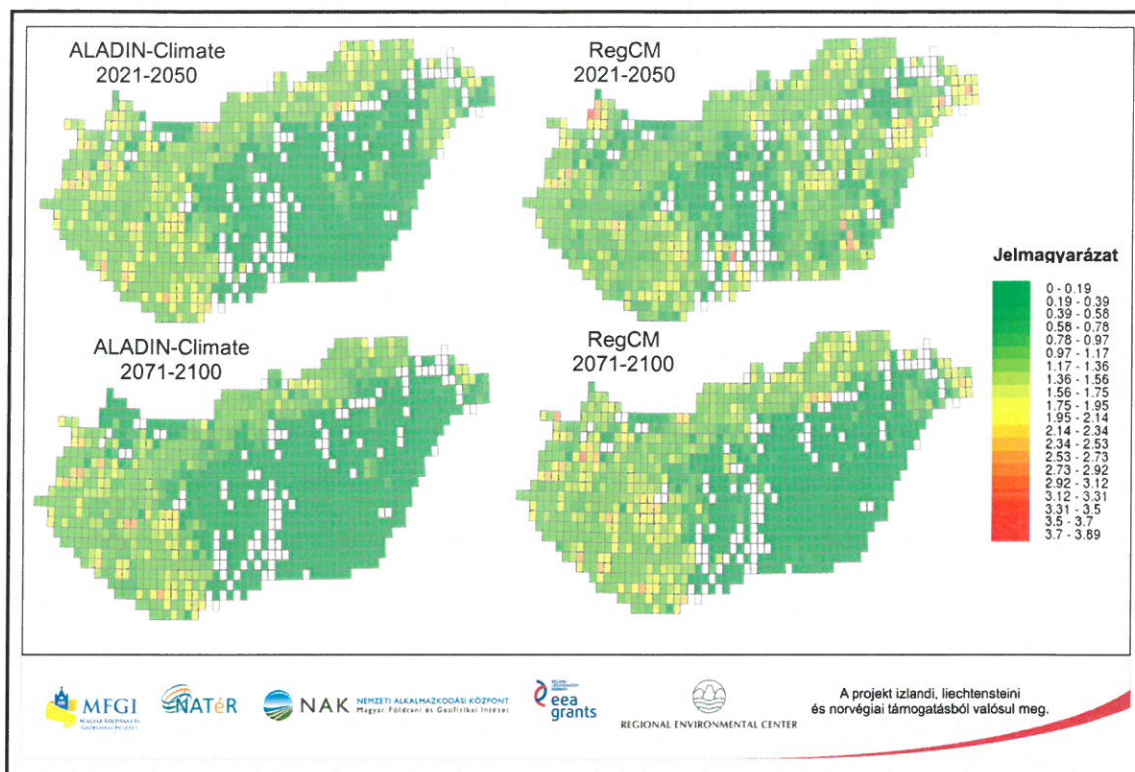 ALADIN-Climate
2021-2050
RegCM
2021-2050
ALADIN-Climate
2071-2100
RegCM
2071-2100
Jelmagyarázat
0 - 0.19
0.19 - 0.39
0.39 - 0.58
0.58 - 0.78
0.78 - 0.97
0.97 - 1.17
1.17 - 1.36
1.36 - 1.56
1.56 - 1.75
1.75 - 1.95
1.95 - 2.14
2.14 - 2.34
2.34 - 2.53
2.53 - 2.73
2.73 - 2.92
2.92 - 3.12
3.12 - 3.31
3.31 - 3.5
3.5 - 3.7
3.7 - 3.89
MFGI
MAGYAR FÖLDTANI ÉS
GEOFIZIKAI INTÉZET
NATéR
NAK NEMZETI ALKALMAZKODÁSI KÖZPONT
Magyar Földtani és Geofizikai Intézet
eea
grants
REGIONAL ENVIRONMENTAL CENTER
A projekt izlandi, liechtensteini
és norvégiai támogatásból valósul meg.